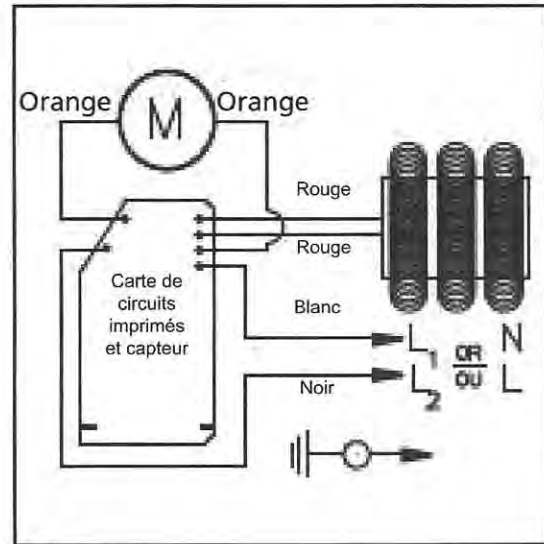 Orange
M
Orange
Rouge
Rouge
Carte de
circuits
imprimés
et capteur
Blanc
Noir
L1 OR N
L2 OU L